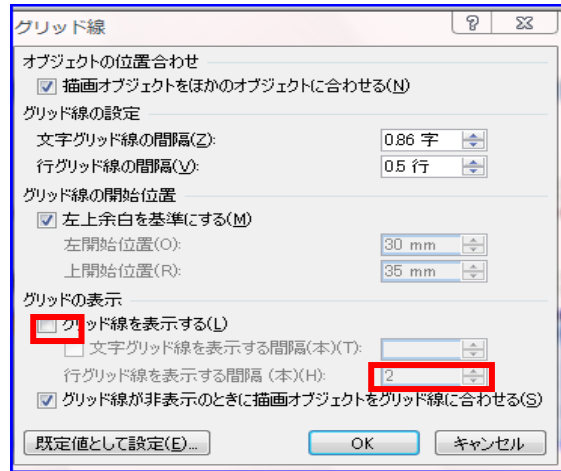 グリッド線
オブジェクトの位置合わせ
描画オブジェクトをほかのオブジェクトに合わせる(N)
グリッド線の設定
文字グリッド線の間隔(Z): 0.86 字
行グリッド線の間隔(V): 0.5 行
グリッド線の開始位置
左上余白を基準にする(M)
左開始位置(O): 30 mm
上開始位置(R): 35 mm
グリッドの表示
グリッド線を表示する(L)
文字グリッド線を表示する間隔(本)(T):
行グリッド線を表示する間隔 (本)(H): 2
グリッド線が非表示のときに描画オブジェクトをグリッド線に合わせる(S)
既定値として設定(E)... OK キャンセル